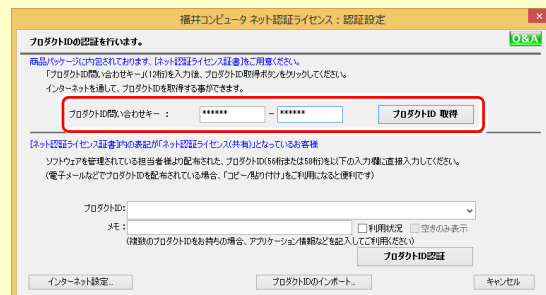 福井コンピュータ ネット認証ライセンス：認証設定
×
プロダクトIDの認証を行います。
Q&A
商品パッケージに内包されております、[ネット認証ライセンス証書]をご用意ください。
「プロダクトID問い合わせキー」(12桁)を入力後、プロダクトID取得ボタンをクリックしてください。
インターネットを通して、プロダクトIDを取得する事ができます。
プロダクトID問い合わせキー ： ****** － ****** プロダクトID 取得
[ネット認証ライセンス証書]内の表記が「ネット認証ライセンス(共有)」となっているお客様
ソフトウェアを管理されている担当者様より配布された、プロダクトID(56桁または58桁)を以下の入力欄に直接入力してください。
(電子メールなどでプロダクトIDを配布されている場合、「コピー/貼り付け」をご利用になると便利です)
プロダクトID:
メモ： 利用状況 空きのみ表示
(複数のプロダクトIDをお持ちの場合、アプリケーション情報などを記入してご利用ください)
プロダクトID認証
インターネット設定... プロダクトIDのインポート... キャンセル